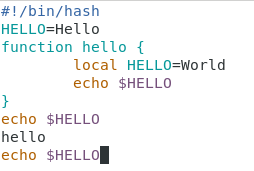 #!/bin/hash
HELLO=Hello
function hello {
        local HELLO=World
        echo $HELLO
}
echo $HELLO
hello
echo $HELLO